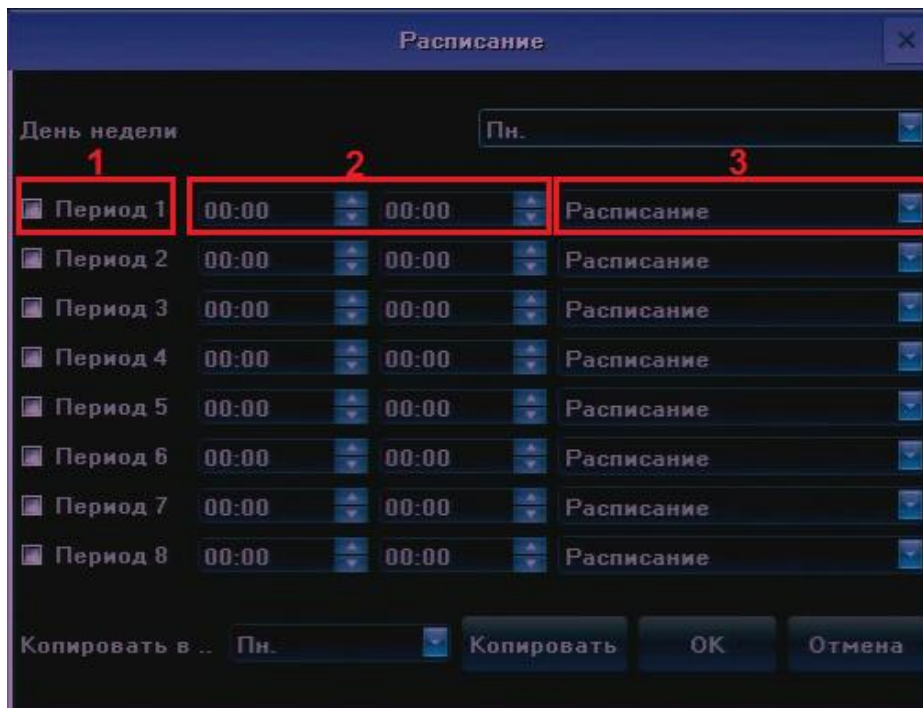 Расписание
День недели Пн.
1 2 3
Период 1 00:00 00:00 Расписание
Период 2 00:00 00:00 Расписание
Период 3 00:00 00:00 Расписание
Период 4 00:00 00:00 Расписание
Период 5 00:00 00:00 Расписание
Период 6 00:00 00:00 Расписание
Период 7 00:00 00:00 Расписание
Период 8 00:00 00:00 Расписание
Копировать в .. Пн. Копировать OK Отмена